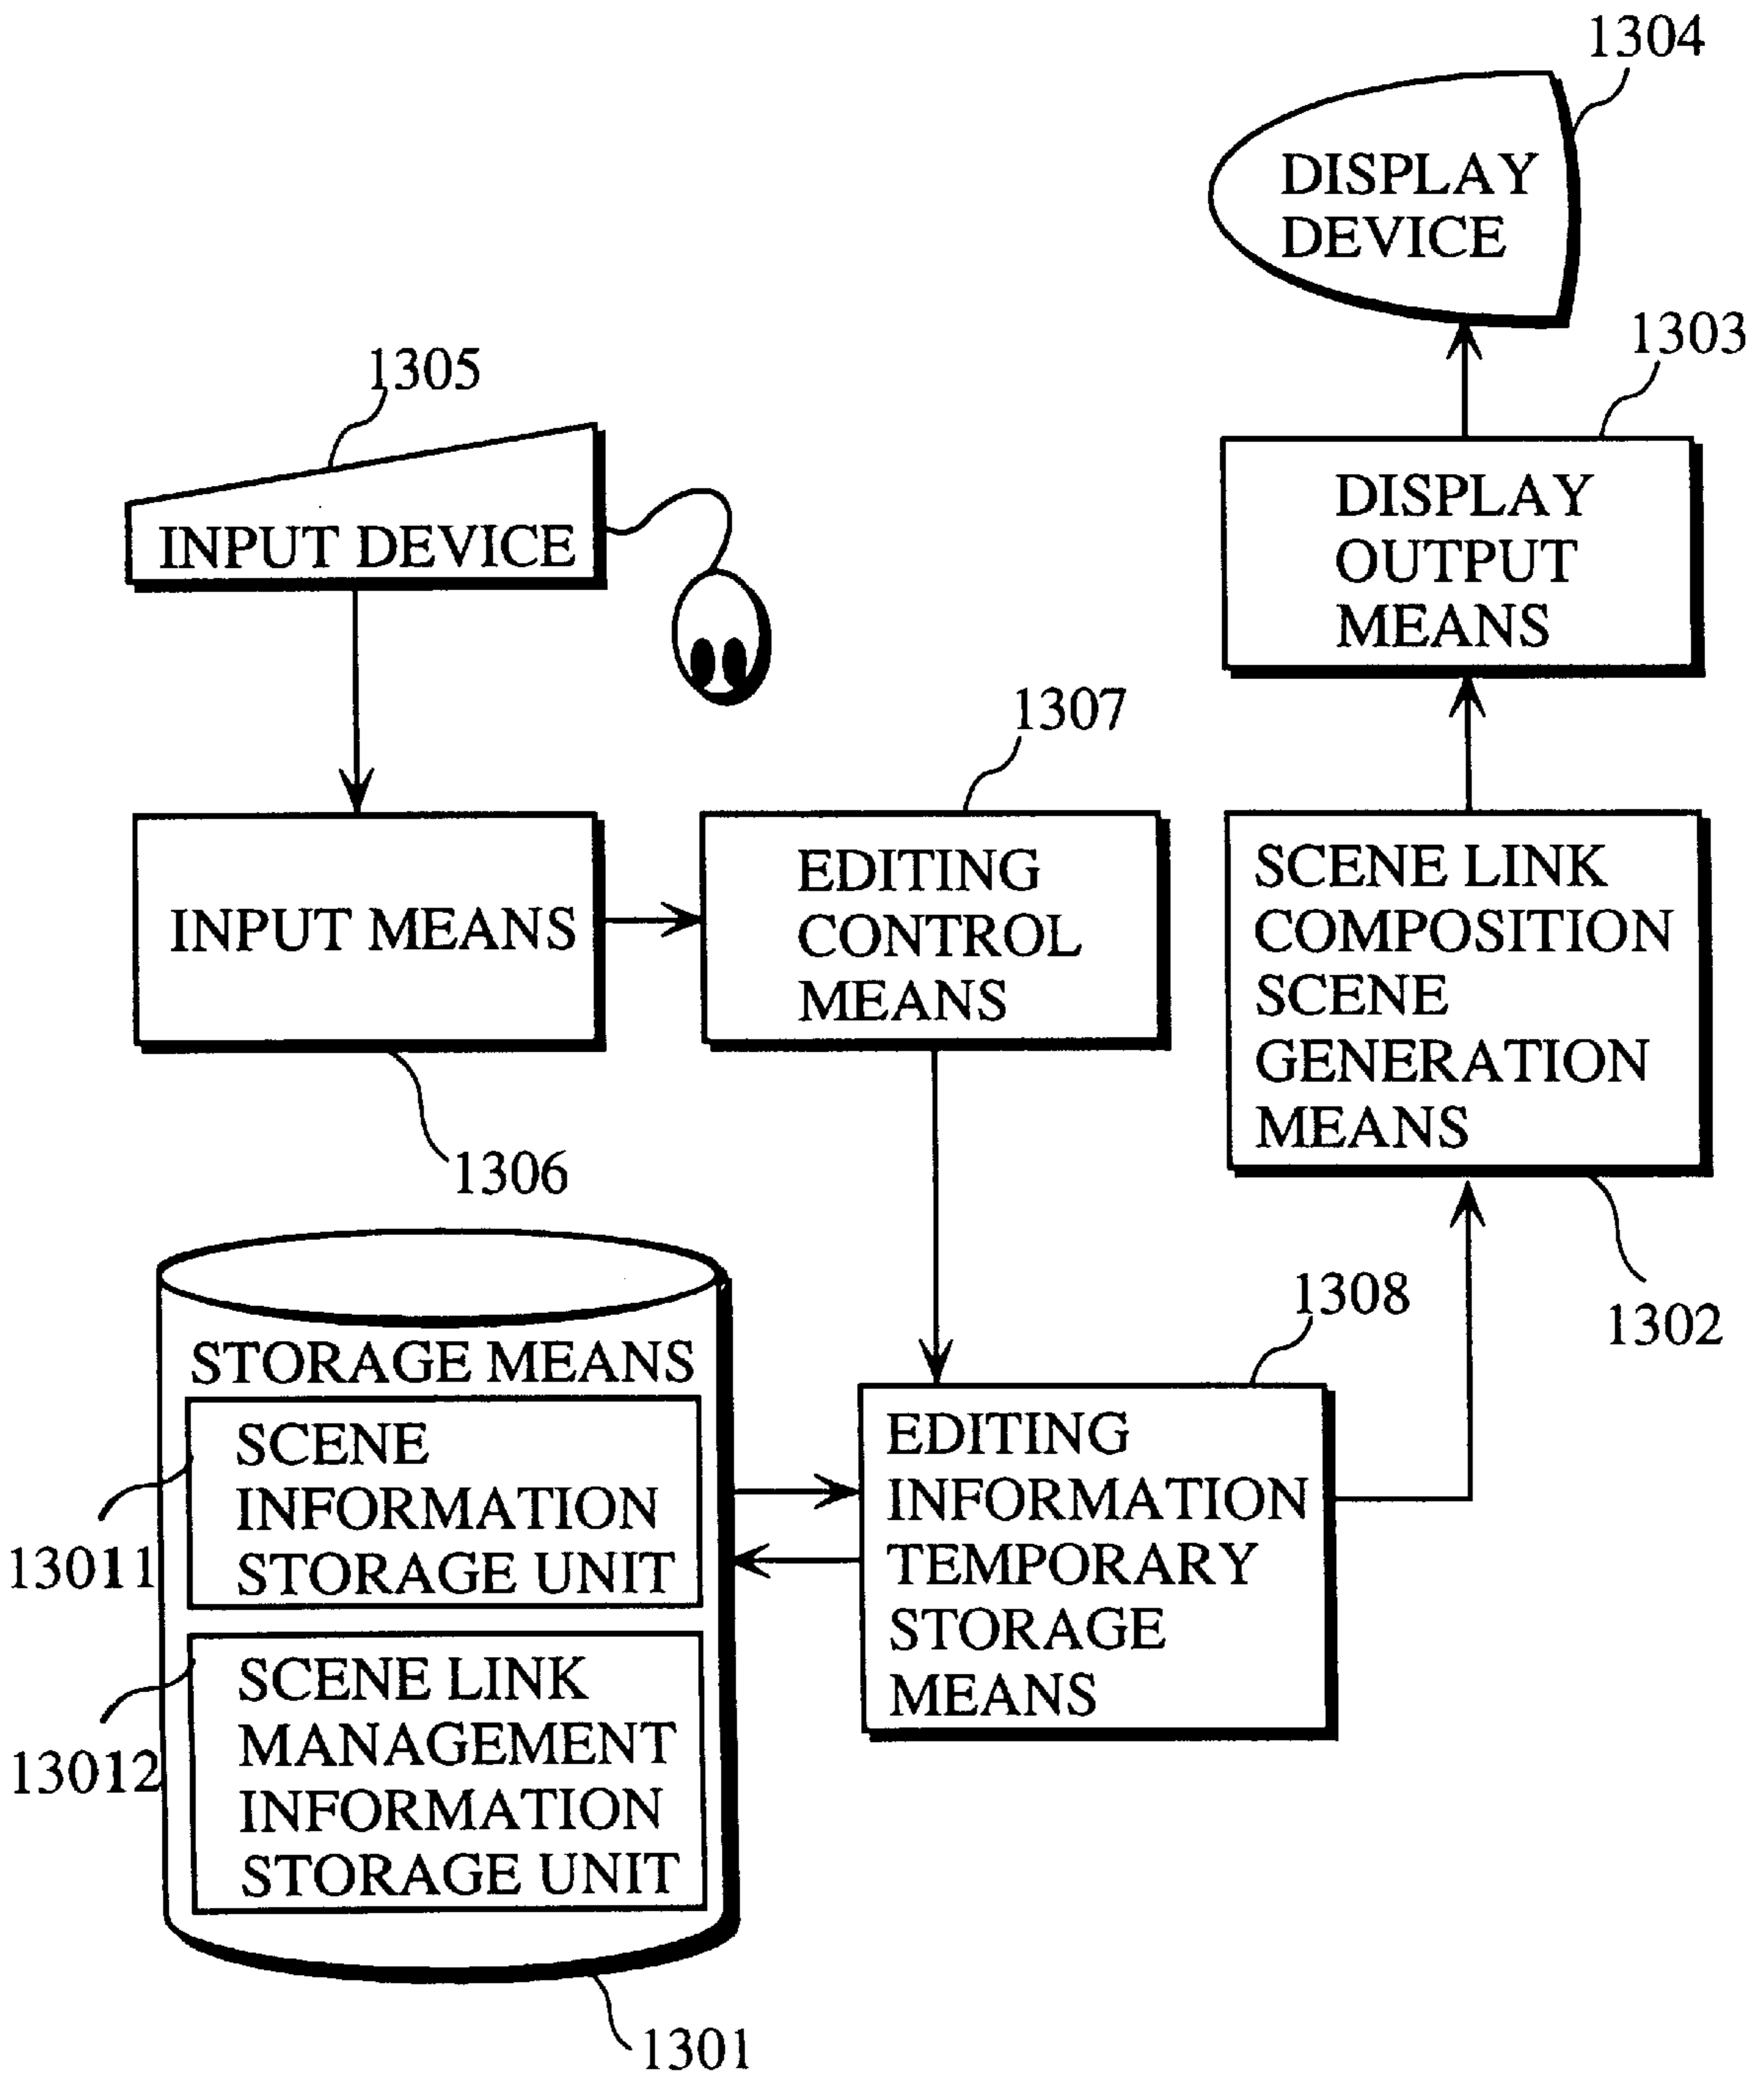 1304
DISPLAY
DEVICE
1303
1305
INPUT DEVICE
DISPLAY
OUTPUT
MEANS
1307
INPUT MEANS
EDITING
CONTROL
MEANS
SCENE LINK
COMPOSITION
SCENE
GENERATION
MEANS
1306
1302
1308
STORAGE MEANS
SCENE
INFORMATION
STORAGE UNIT
13011
SCENE LINK
MANAGEMENT
INFORMATION
STORAGE UNIT
13012
EDITING
INFORMATION
TEMPORARY
STORAGE
MEANS
1301